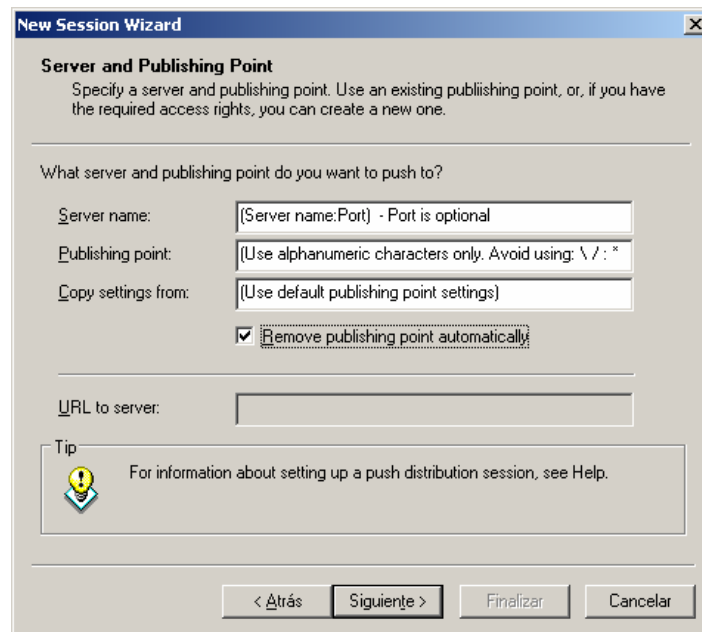 New Session Wizard
Server and Publishing Point
Specify a server and publishing point. Use an existing publiishing point, or, if you have
the required access rights, you can create a new one.
What server and publishing point do you want to push to?
Server name:
(Server name:Port)  - Port is optional
Publishing point:
(Use alphanumeric characters only. Avoid using: \ / : *
Copy settings from:
(Use default publishing point settings)
Remove publishing point automatically
URL to server:
Tip
For information about setting up a push distribution session, see Help.
< Atrás
Siguiente >
Finalizar
Cancelar